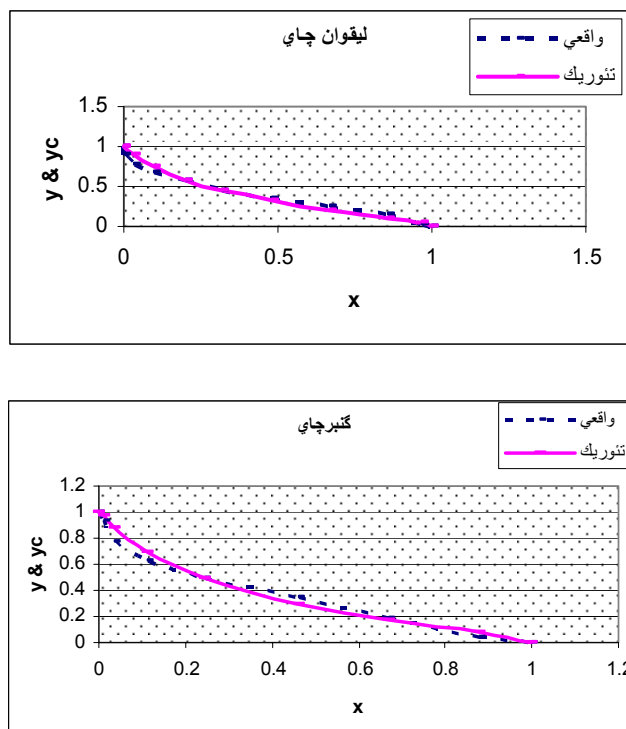 ليقوان چاي
واقعي
تئوريك
y & yc
1.5
1
0.5
0
0 0.5 1 1.5
x
گنبرچاي
واقعي
تئوريك
y & yc
1.2
1
0.8
0.6
0.4
0.2
0
0 0.2 0.4 0.6 0.8 1 1.2
x